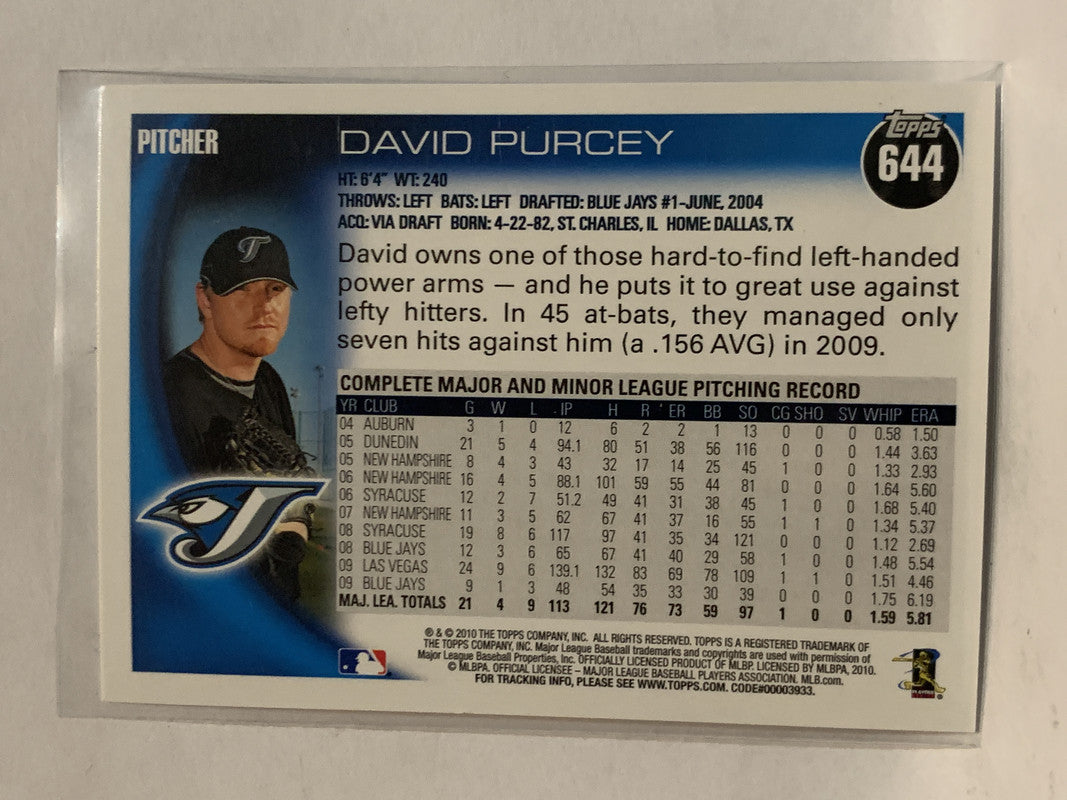 PITCHER
DAVID PURCEY
topps
644
HT: 6'4" WT: 240
THROWS: LEFT BATS: LEFT DRAFTED: BLUE JAYS #1-JUNE, 2004
ACQ: VIA DRAFT BORN: 4-22-82, ST. CHARLES, IL HOME: DALLAS, TX
David owns one of those hard-to-find left-handed
power arms — and he puts it to great use against
lefty hitters. In 45 at-bats, they managed only
seven hits against him (a .156 AVG) in 2009.
COMPLETE MAJOR AND MINOR LEAGUE PITCHING RECORD
YR CLUB G W L IP H R ER BB SO CG SHO SV WHIP ERA
04 AUBURN 3 1 0 12 6 2 2 1 13 0 0 0 0.58 1.50
05 DUNEDIN 21 5 4 94.1 80 51 38 56 116 0 0 0 1.44 3.63
05 NEW HAMPSHIRE 8 4 3 43 32 17 14 25 45 1 0 0 1.33 2.93
06 NEW HAMPSHIRE 16 4 5 88.1 101 59 55 44 81 0 0 0 1.64 5.60
06 SYRACUSE 12 2 7 51.2 49 41 31 38 45 1 0 0 1.68 5.40
07 NEW HAMPSHIRE 11 3 5 62 67 41 37 16 55 1 1 0 1.34 5.37
08 SYRACUSE 19 8 6 117 97 41 35 34 121 0 0 0 1.12 2.69
08 BLUE JAYS 12 3 6 65 67 41 40 29 58 1 0 0 1.48 5.54
09 LAS VEGAS 24 9 6 139.1 132 83 69 78 109 1 1 0 1.51 4.46
09 BLUE JAYS 9 1 3 48 54 35 33 30 39 0 0 0 1.75 6.19
MAJ. LEA. TOTALS 21 4 9 113 121 76 73 59 97 1 0 0 1.59 5.81
® & © 2010 THE TOPPS COMPANY, INC. ALL RIGHTS RESERVED. TOPPS IS A REGISTERED TRADEMARK OF
THE TOPPS COMPANY, INC. Major League Baseball trademarks and copyrights are used with permission of
Major League Baseball Properties, Inc. OFFICIALLY LICENSED PRODUCT OF MLBP. LICENSED BY MLBPA, 2010.
© MLBPA. OFFICIAL LICENSEE – MAJOR LEAGUE BASEBALL PLAYERS ASSOCIATION. MLB.com.
FOR TRACKING INFO, PLEASE SEE WWW.TOPPS.COM. CODE#00003933.